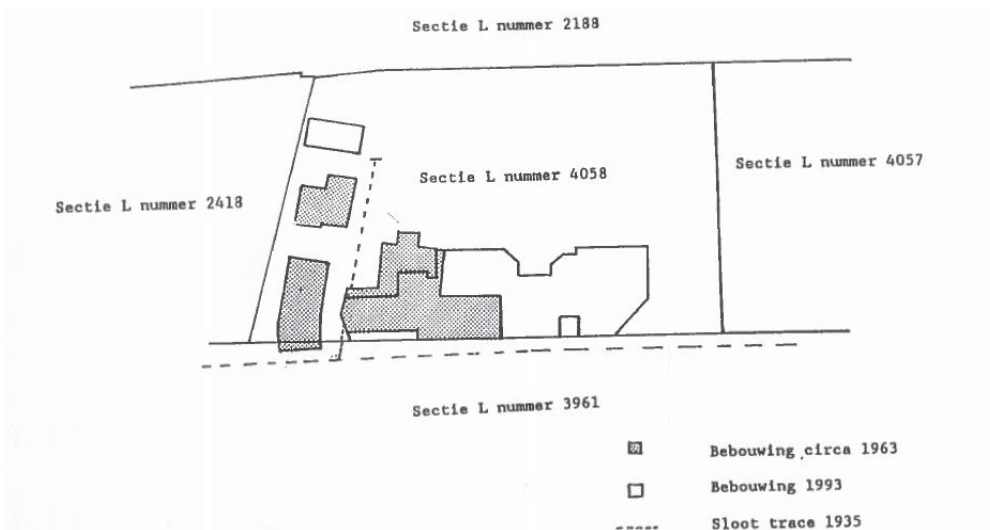 Sectie L nummer 2188
Sectie L nummer 4057
Sectie L nummer 4058
Sectie L nummer 2418
Sectie L nummer 3961
Bebouwing circa 1963
Bebouwing 1993
Sloot trace 1935